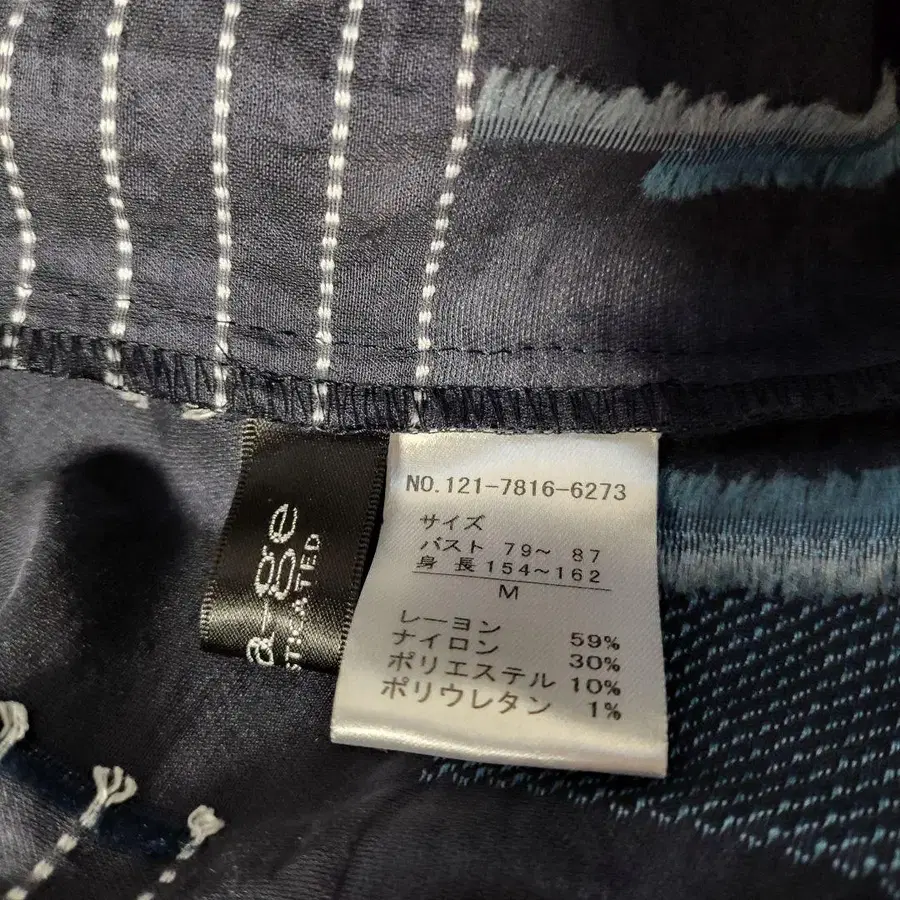 NO.121-7816-6273
サイズ
バスト 79～ 87
身 長 154～162
M
レーヨン 59%
ナイロン 30%
ポリエステル 10%
ポリウレタン 1%
a-ge